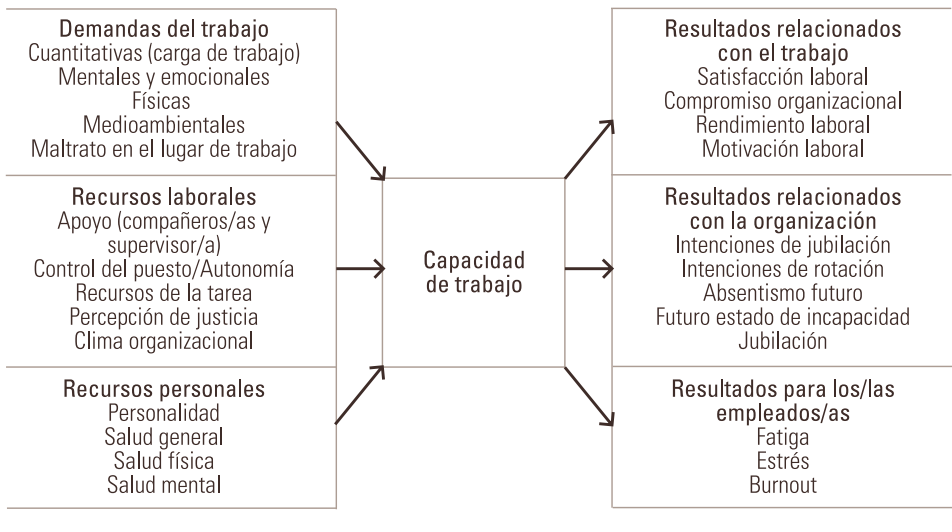 Demandas del trabajo
Cuantitativas (carga de trabajo)
Mentales y emocionales
Físicas
Medioambientales
Maltrato en el lugar de trabajo
Recursos laborales
Apoyo (compañeros/as y
supervisor/a)
Control del puesto/Autonomía
Recursos de la tarea
Percepción de justicia
Clima organizacional
Recursos personales
Personalidad
Salud general
Salud física
Salud mental
Capacidad
de trabajo
Resultados relacionados
con el trabajo
Satisfacción laboral
Compromiso organizacional
Rendimiento laboral
Motivación laboral
Resultados relacionados
con la organización
Intenciones de jubilación
Intenciones de rotación
Absentismo futuro
Futuro estado de incapacidad
Jubilación
Resultados para los/las
empleados/as
Fatiga
Estrés
Burnout